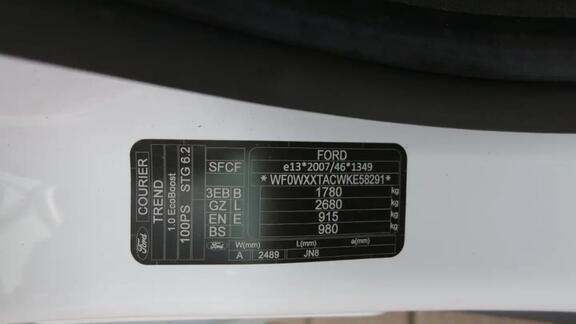 COURIER
TREND
1.0 EcoBoost
100PS STG 6.2
Ford
FORD
SFCF e13*2007/46*1349
*WF0WXXTACWKE58291*
3EB B 1780 kg
GZ L 2680 kg
EN E 915 kg
BS 980 kg
Ford W(mm) L(mm) a(mm)
A 2489 JN8